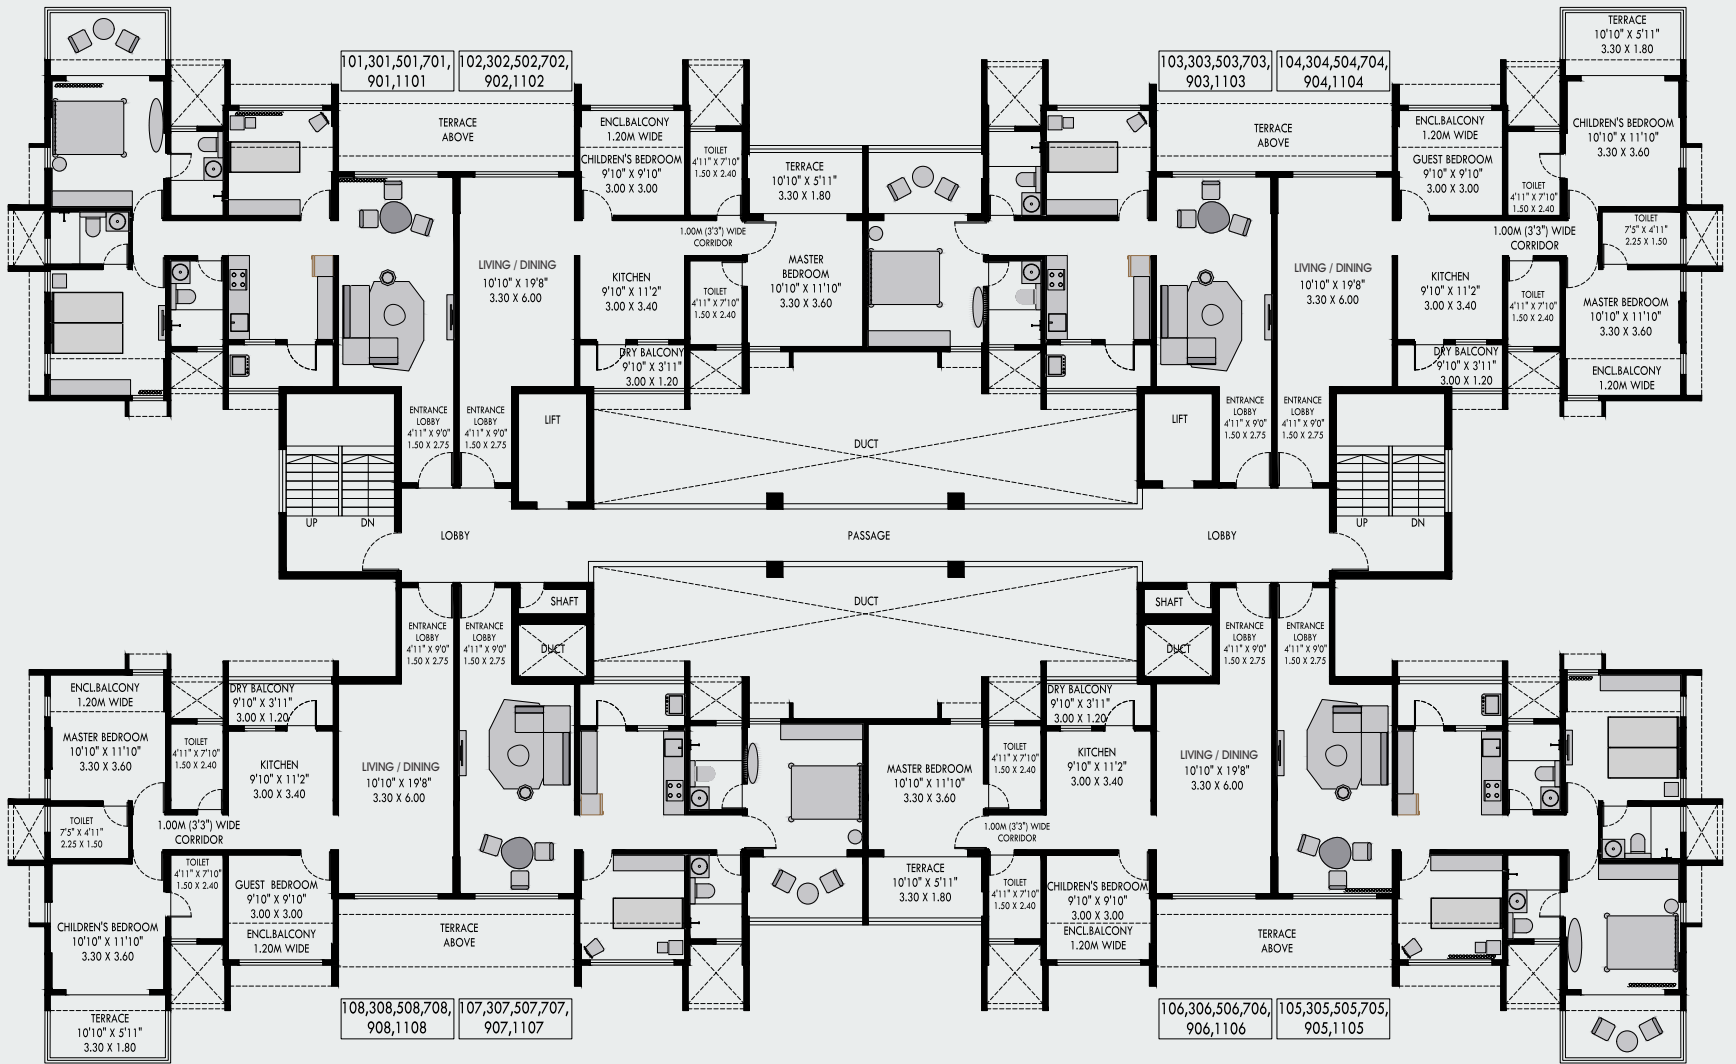 101,301,501,701,
901,1101
102,302,502,702,
902,1102
103,303,503,703,
903,1103
104,304,504,704,
904,1104
TERRACE
10'10" X 5'11"
3.30 X 1.80
TERRACE
ABOVE
ENCL.BALCONY
1.20M WIDE
CHILDREN'S BEDROOM
9'10" X 9'10"
3.00 X 3.00
TOILET
4'11" X 7'10"
1.50 X 2.40
TERRACE
10'10" X 5'11"
3.30 X 1.80
TERRACE
ABOVE
ENCL.BALCONY
1.20M WIDE
GUEST BEDROOM
9'10" X 9'10"
3.00 X 3.00
TOILET
4'11" X 7'10"
1.50 X 2.40
CHILDREN'S BEDROOM
10'10" X 11'10"
3.30 X 3.60
LIVING / DINING
10'10" X 19'8"
3.30 X 6.00
1.00M (3'3") WIDE
CORRIDOR
KITCHEN
9'10" X 11'2"
3.00 X 3.40
TOILET
4'11" X 7'10"
1.50 X 2.40
MASTER
BEDROOM
10'10" X 11'10"
3.30 X 3.60
LIVING / DINING
10'10" X 19'8"
3.30 X 6.00
1.00M (3'3") WIDE
CORRIDOR
TOILET
7'5" X 4'11"
2.25 X 1.50
KITCHEN
9'10" X 11'2"
3.00 X 3.40
TOILET
4'11" X 7'10"
1.50 X 2.40
MASTER BEDROOM
10'10" X 11'10"
3.30 X 3.60
DRY BALCONY
9'10" X 3'11"
3.00 X 1.20
DRY BALCONY
9'10" X 3'11"
3.00 X 1.20
ENCL.BALCONY
1.20M WIDE
ENTRANCE
LOBBY
4'11" X 9'0"
1.50 X 2.75
ENTRANCE
LOBBY
4'11" X 9'0"
1.50 X 2.75
LIFT
DUCT
LIFT
ENTRANCE
LOBBY
4'11" X 9'0"
1.50 X 2.75
ENTRANCE
LOBBY
4'11" X 9'0"
1.50 X 2.75
UP
DN
UP
DN
LOBBY
PASSAGE
LOBBY
SHAFT
DUCT
SHAFT
ENTRANCE
LOBBY
4'11" X 9'0"
1.50 X 2.75
ENTRANCE
LOBBY
4'11" X 9'0"
1.50 X 2.75
DUCT
DUCT
ENTRANCE
LOBBY
4'11" X 9'0"
1.50 X 2.75
ENTRANCE
LOBBY
4'11" X 9'0"
1.50 X 2.75
ENCL.BALCONY
1.20M WIDE
DRY BALCONY
9'10" X 3'11"
3.00 X 1.20
DRY BALCONY
9'10" X 3'11"
3.00 X 1.20
MASTER BEDROOM
10'10" X 11'10"
3.30 X 3.60
TOILET
4'11" X 7'10"
1.50 X 2.40
KITCHEN
9'10" X 11'2"
3.00 X 3.40
LIVING / DINING
10'10" X 19'8"
3.30 X 6.00
MASTER BEDROOM
10'10" X 11'10"
3.30 X 3.60
TOILET
4'11" X 7'10"
1.50 X 2.40
KITCHEN
9'10" X 11'2"
3.00 X 3.40
LIVING / DINING
10'10" X 19'8"
3.30 X 6.00
TOILET
7'5" X 4'11"
2.25 X 1.50
1.00M (3'3") WIDE
CORRIDOR
1.00M (3'3") WIDE
CORRIDOR
TOILET
4'11" X 7'10"
1.50 X 2.40
GUEST BEDROOM
9'10" X 9'10"
3.00 X 3.00
ENCL.BALCONY
1.20M WIDE
TERRACE
10'10" X 5'11"
3.30 X 1.80
TOILET
4'11" X 7'10"
1.50 X 2.40
CHILDREN'S BEDROOM
9'10" X 9'10"
3.00 X 3.00
ENCL.BALCONY
1.20M WIDE
CHILDREN'S BEDROOM
10'10" X 11'10"
3.30 X 3.60
TERRACE
ABOVE
TERRACE
ABOVE
TERRACE
10'10" X 5'11"
3.30 X 1.80
108,308,508,708,
908,1108
107,307,507,707,
907,1107
106,306,506,706,
906,1106
105,305,505,705,
905,1105